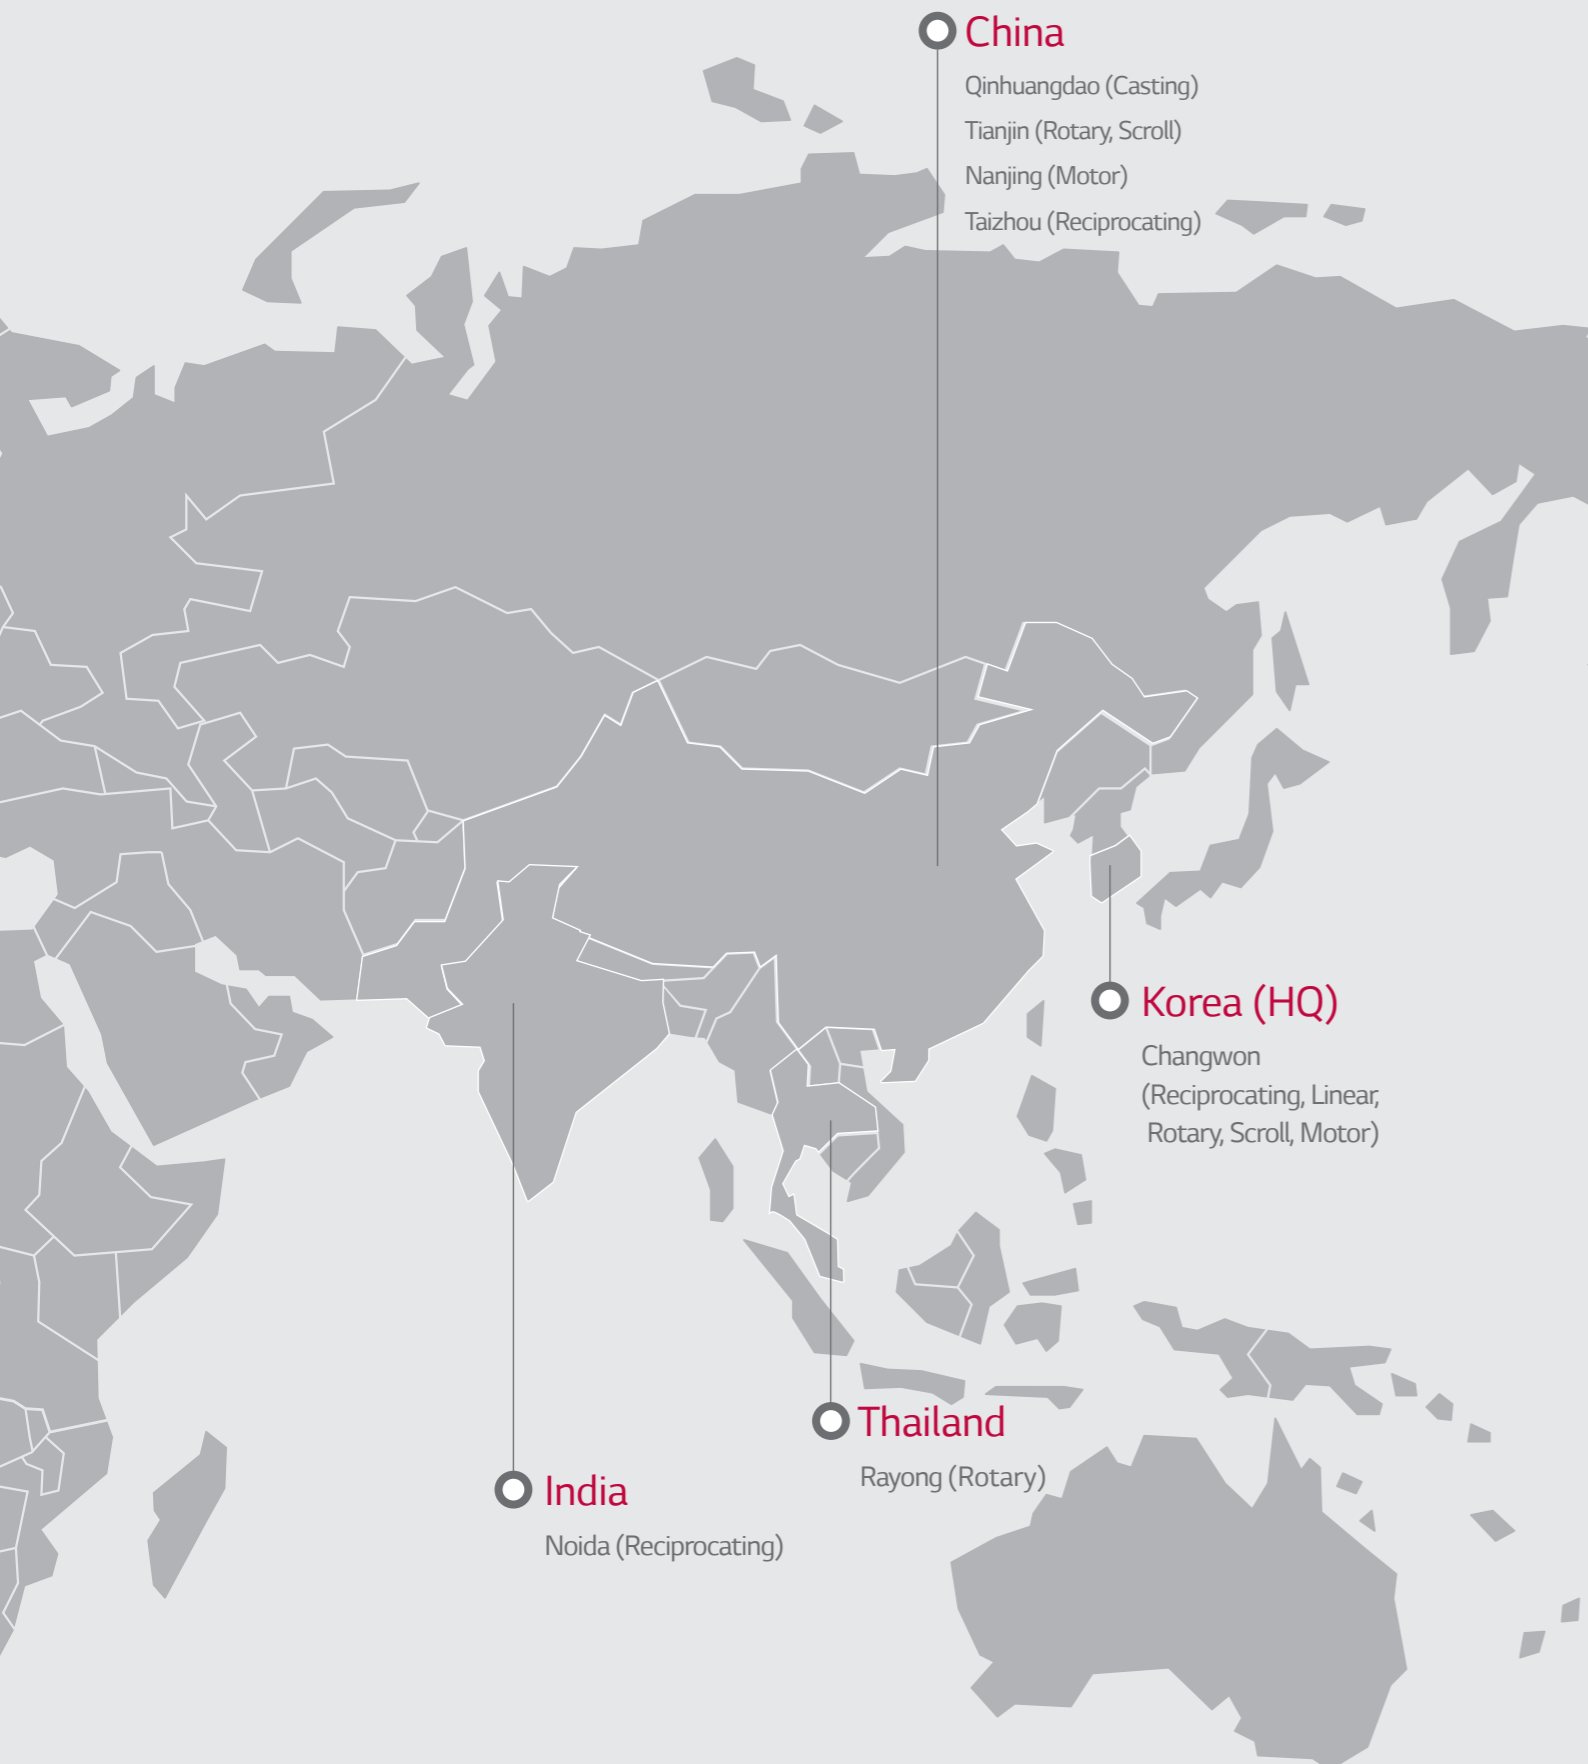 China
Qinhuangdao (Casting)
Tianjin (Rotary, Scroll)
Nanjing (Motor)
Taizhou (Reciprocating)
Korea (HQ)
Changwon
(Reciprocating, Linear,
Rotary, Scroll, Motor)
Thailand
Rayong (Rotary)
India
Noida (Reciprocating)